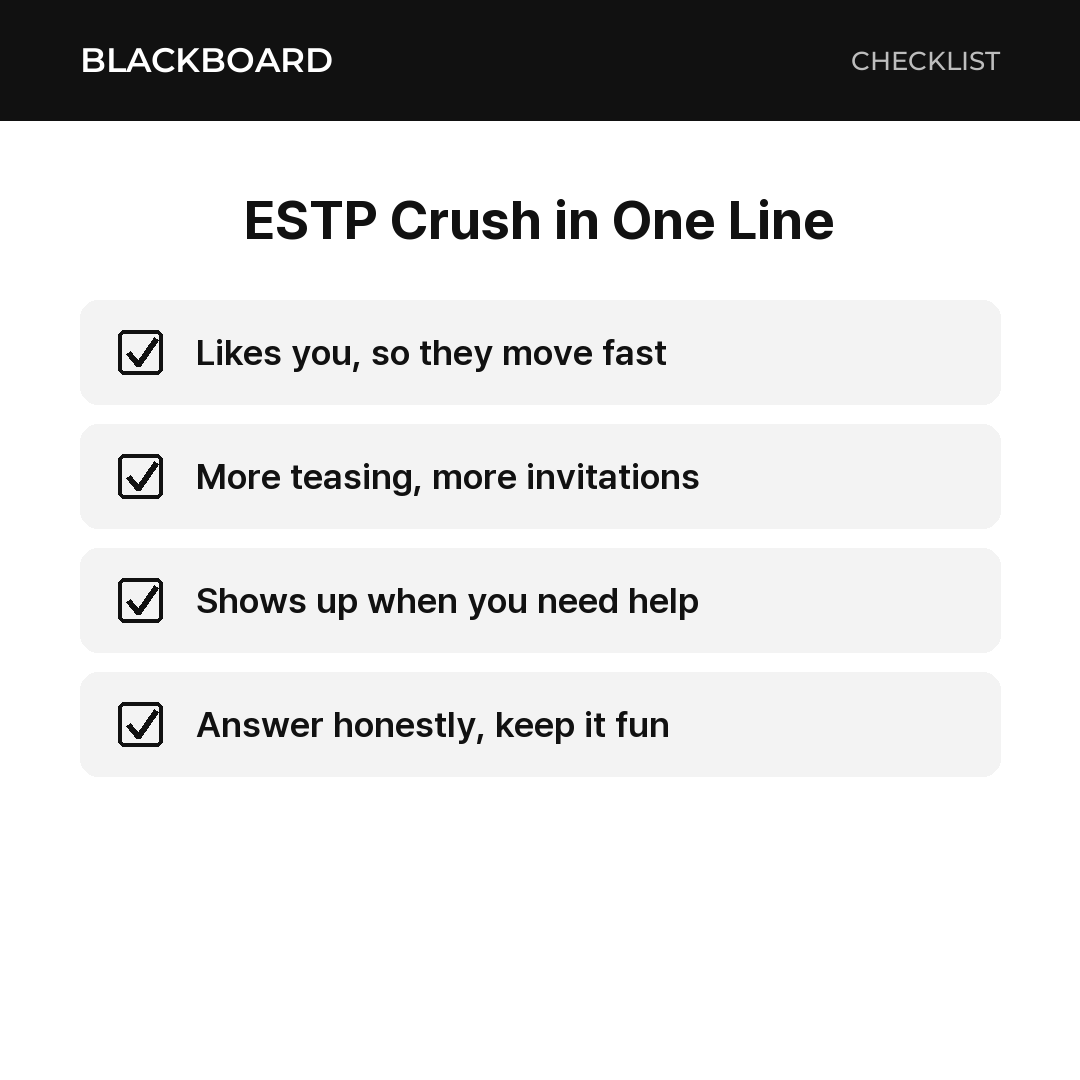 BLACKBOARD
CHECKLIST
ESTP Crush in One Line
Likes you, so they move fast
More teasing, more invitations
Shows up when you need help
Answer honestly, keep it fun